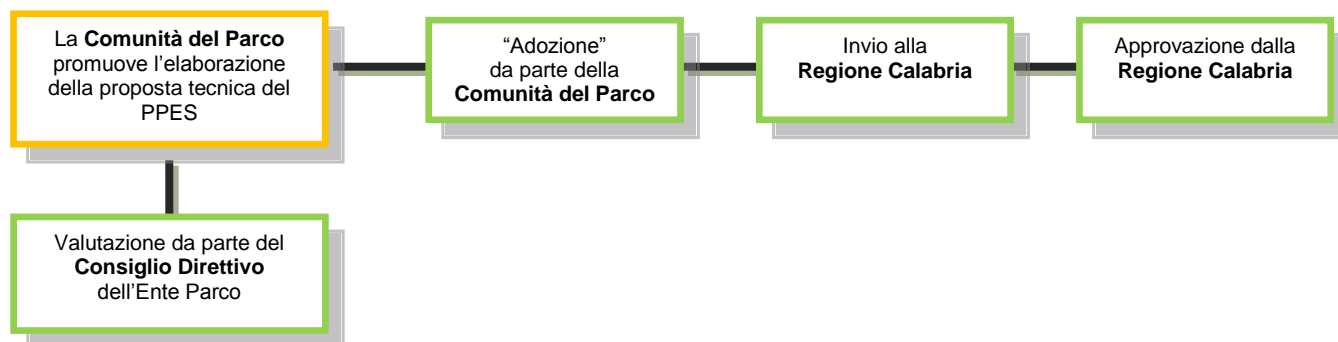 La Comunità del Parco
promuove l'elaborazione
della proposta tecnica del
PPES
“Adozione”
da parte della
Comunità del Parco
Invio alla
Regione Calabria
Approvazione dalla
Regione Calabria
Valutazione da parte del
Consiglio Direttivo
dell'Ente Parco